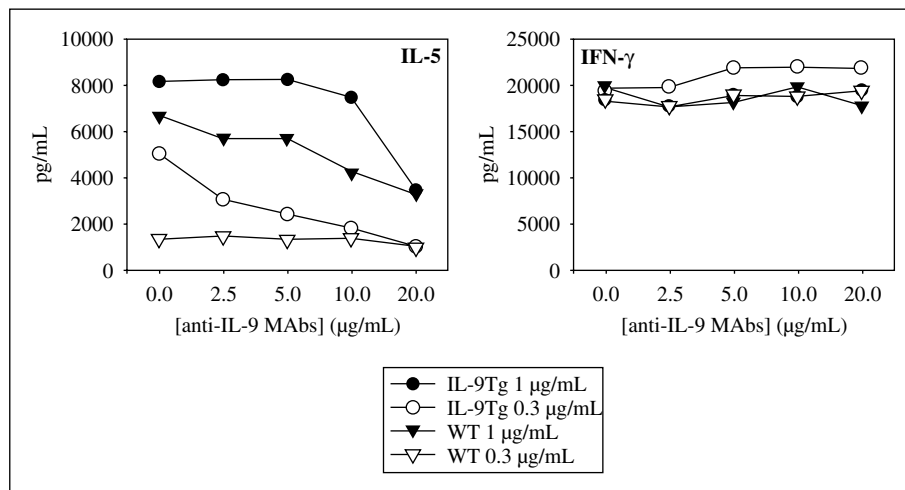 IL-5
10000
8000
6000
4000
2000
0
pg/mL
0.0 2.5 5.0 10.0 20.0
[anti-IL-9 MAbs] (µg/mL)
IFN-γ
25000
20000
15000
10000
5000
0
pg/mL
0.0 2.5 5.0 10.0 20.0
[anti-IL-9 MAbs] (µg/mL)
IL-9Tg 1 µg/mL
IL-9Tg 0.3 µg/mL
WT 1 µg/mL
WT 0.3 µg/mL